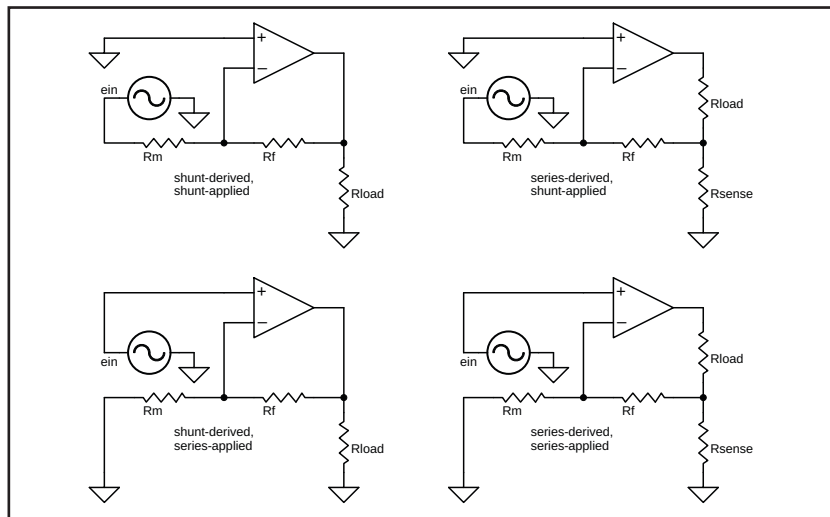 +
−
ein
Rm
Rf
Rload
shunt-derived,
shunt-applied
+
−
ein
Rm
Rf
Rload
Rsense
series-derived,
shunt-applied
+
−
ein
Rm
Rf
Rload
shunt-derived,
series-applied
+
−
ein
Rm
Rf
Rload
Rsense
series-derived,
series-applied